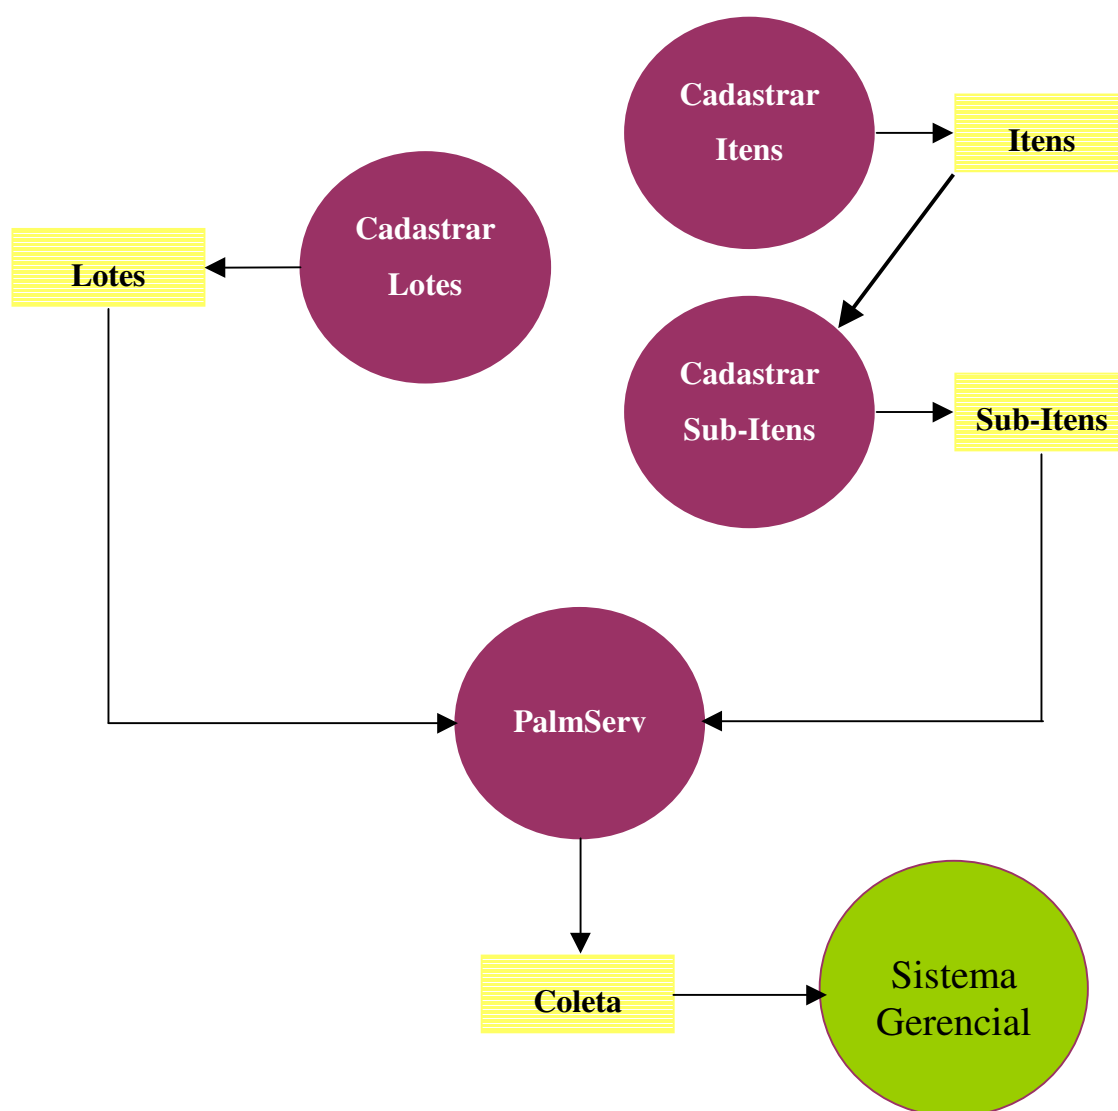 Cadastrar
Itens
Itens
Cadastrar
Lotes
Lotes
Cadastrar
Sub-Itens
Sub-Itens
PalmServ
Coleta
Sistema
Gerencial